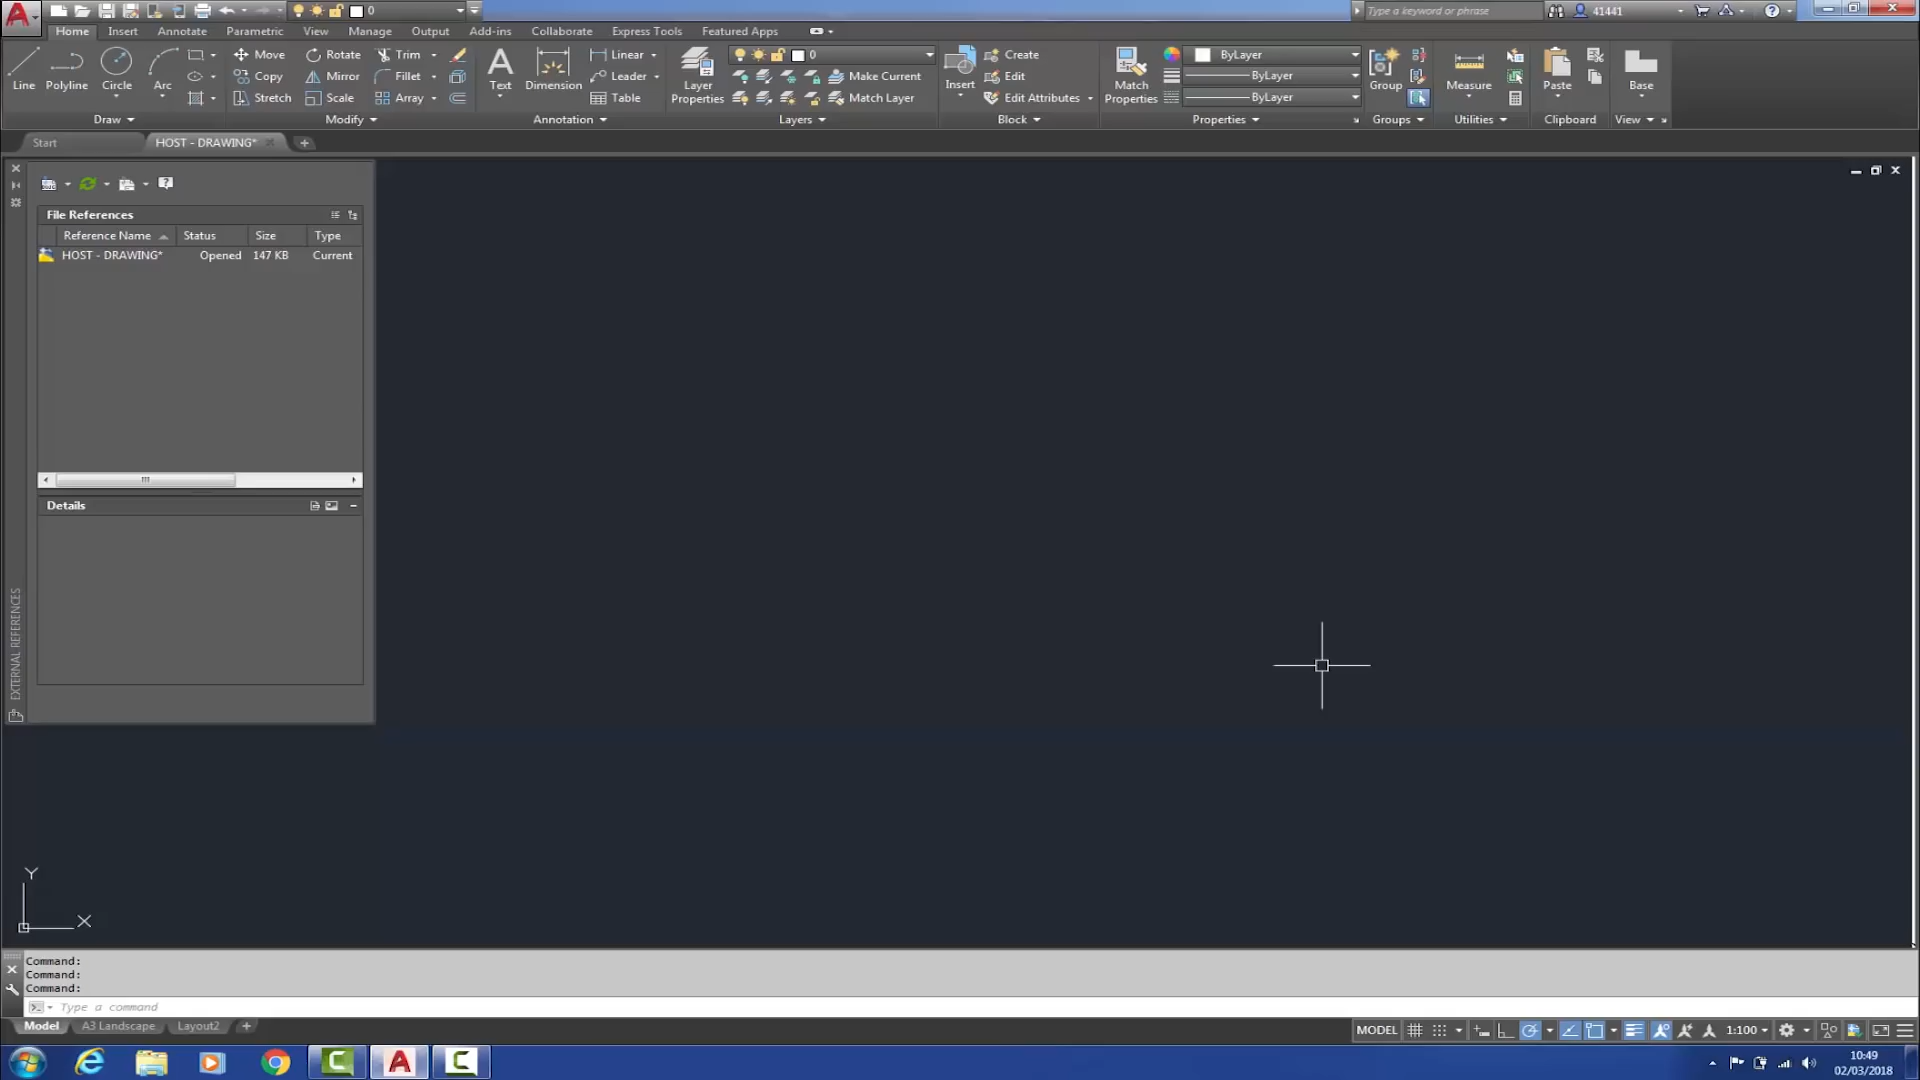 0
Type a keyword or phrase
41441
Home Insert Annotate Parametric View Manage Output Add-ins Collaborate Express Tools Featured Apps
Line Polyline Circle Arc
Move Rotate Trim
Copy Mirror Fillet
Stretch Scale Array
Text Dimension
Linear
Leader
Table
Layer Properties
0
Make Current
Match Layer
Insert
Create
Edit
Edit Attributes
Match Properties
ByLayer
ByLayer
ByLayer
Group
Measure
Paste
Base
Draw Modify Annotation Layers Block Properties Groups Utilities Clipboard View
Start HOST - DRAWING*
File References
Reference Name Status Size Type
HOST - DRAWING* Opened 147 KB Current
Details
EXTERNAL REFERENCES
Y
X
Command:
Command:
Command:
Type a command
Model A3 Landscape Layout2
MODEL 1:100
10:49
02/03/2018